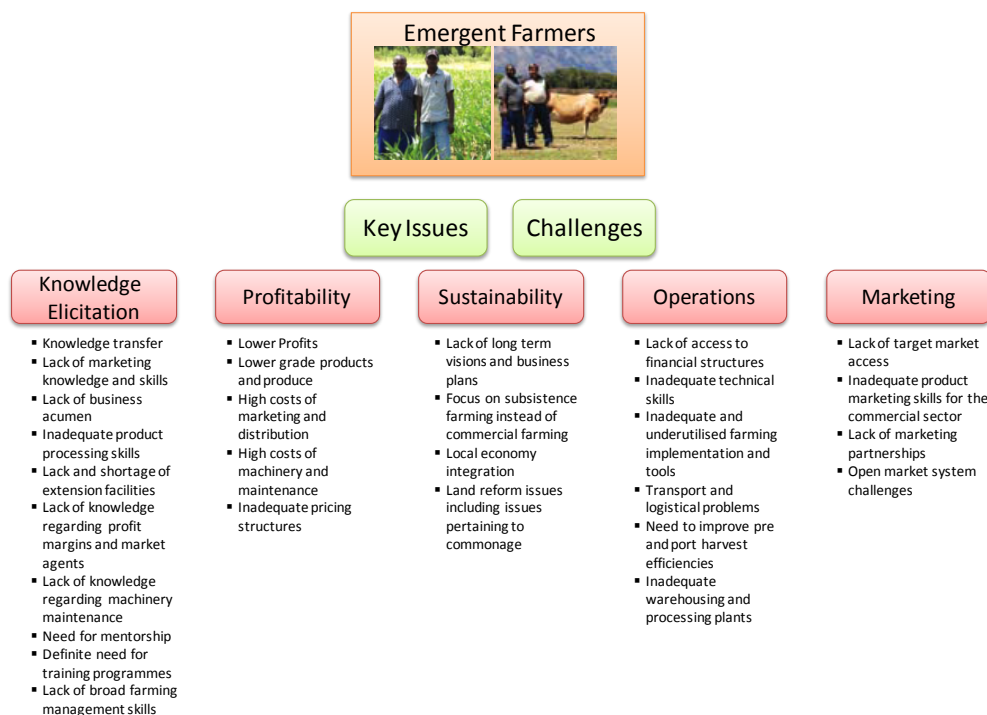 Emergent Farmers
Key Issues
Challenges
Knowledge
Elicitation
▪ Knowledge transfer
▪ Lack of marketing
knowledge and skills
▪ Lack of business
acumen
▪ Inadequate product
processing skills
▪ Lack and shortage of
extension facilities
▪ Lack of knowledge
regarding profit
margins and market
agents
▪ Lack of knowledge
regarding machinery
maintenance
▪ Need for mentorship
▪ Definite need for
training programmes
▪ Lack of broad farming
management skills
Profitability
▪ Lower Profits
▪ Lower grade products
and produce
▪ High costs of
marketing and
distribution
▪ High costs of
machinery and
maintenance
▪ Inadequate pricing
structures
Sustainability
▪ Lack of long term
visions and business
plans
▪ Focus on subsistence
farming instead of
commercial farming
▪ Local economy
integration
▪ Land reform issues
including issues
pertaining to
commonage
Operations
▪ Lack of access to
financial structures
▪ Inadequate technical
skills
▪ Inadequate and
underutilised farming
implementation and
tools
▪ Transport and
logistical problems
▪ Need to improve pre
and port harvest
efficiencies
▪ Inadequate
warehousing and
processing plants
Marketing
▪ Lack of target market
access
▪ Inadequate product
marketing skills for the
commercial sector
▪ Lack of marketing
partnerships
▪ Open market system
challenges